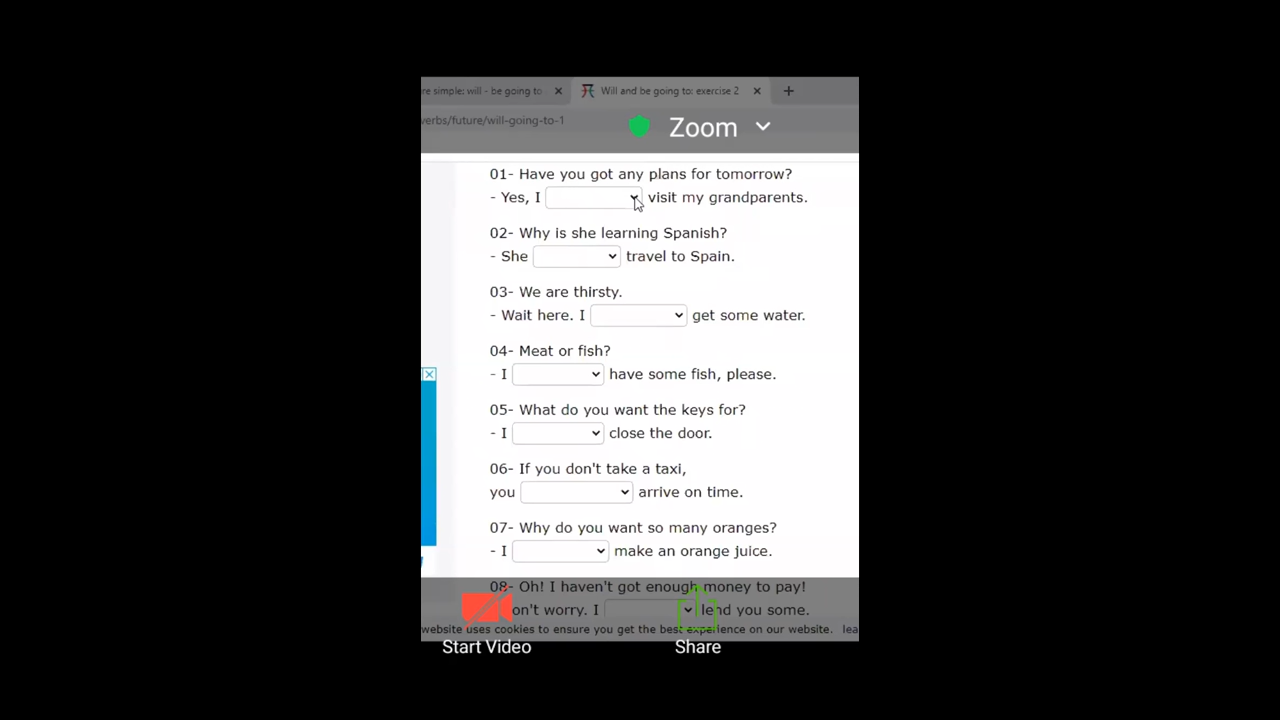 re simple: will - be going to
Will and be going to: exercise 2
verbs/future/will-going-to-1
Zoom
01- Have you got any plans for tomorrow?
- Yes, I visit my grandparents.
02- Why is she learning Spanish?
- She travel to Spain.
03- We are thirsty.
- Wait here. I get some water.
04- Meat or fish?
- I have some fish, please.
05- What do you want the keys for?
- I close the door.
06- If you don't take a taxi,
you arrive on time.
07- Why do you want so many oranges?
- I make an orange juice.
08- Oh! I haven't got enough money to pay!
on't worry. I lend you some.
website uses cookies to ensure you get the best experience on our website. lea
Start Video
Share